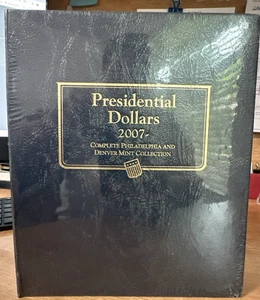 Presidential
Dollars
2007-
COMPLETE PHILADELPHIA AND
DENVER MINT COLLECTION